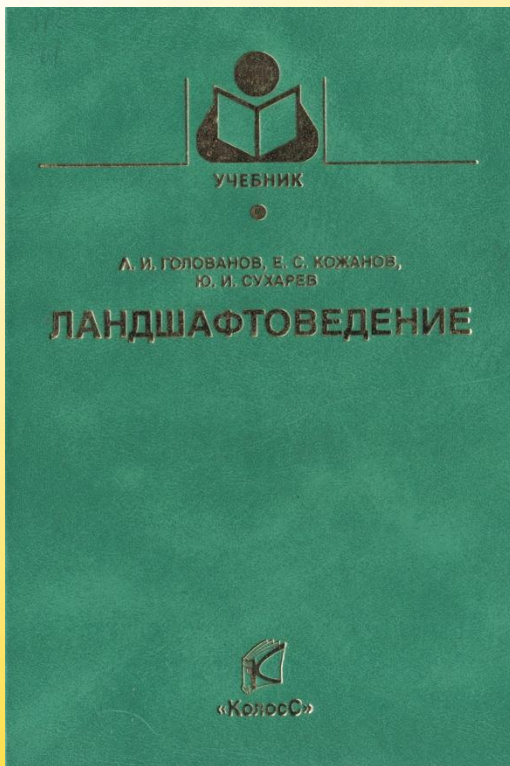 УЧЕБНИК
А. И. ГОЛОВАНОВ, Е. С. КОЖАНОВ,
Ю. И. СУХАРЕВ
ЛАНДШАФТОВЕДЕНИЕ
«КолосС»